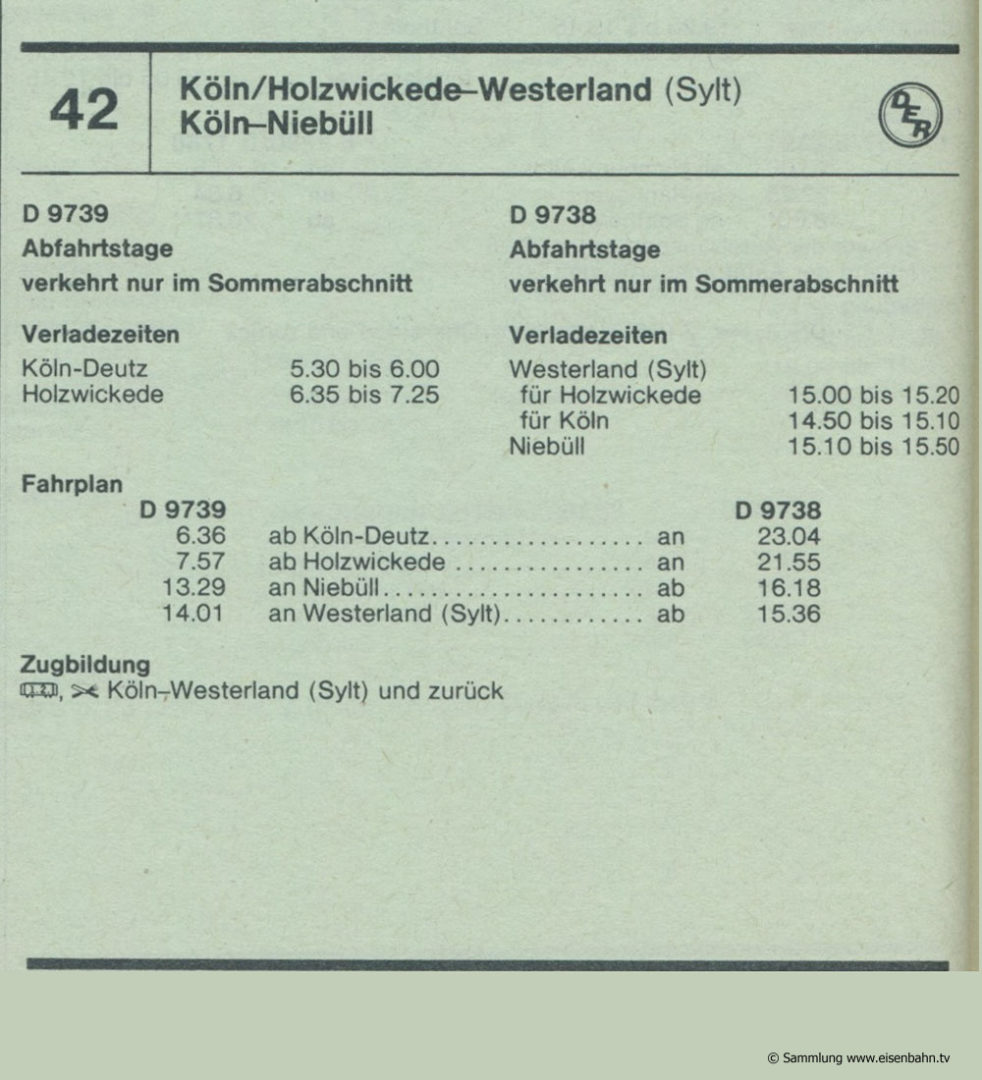 42
Köln/Holzwickede–Westerland (Sylt)
Köln–Niebüll
DER
D 9739
Abfahrtstage
verkehrt nur im Sommerabschnitt
Verladezeiten
Köln-Deutz 5.30 bis 6.00
Holzwickede 6.35 bis 7.25
D 9738
Abfahrtstage
verkehrt nur im Sommerabschnitt
Verladezeiten
Westerland (Sylt)
für Holzwickede 15.00 bis 15.20
für Köln 14.50 bis 15.10
Niebüll 15.10 bis 15.50
Fahrplan
D 9739 D 9738
6.36 ab Köln-Deutz.................. an 23.04
7.57 ab Holzwickede ................ an 21.55
13.29 an Niebüll...................... ab 16.18
14.01 an Westerland (Sylt)............ ab 15.36
Zugbildung
, Köln–Westerland (Sylt) und zurück
© Sammlung www.eisenbahn.tv